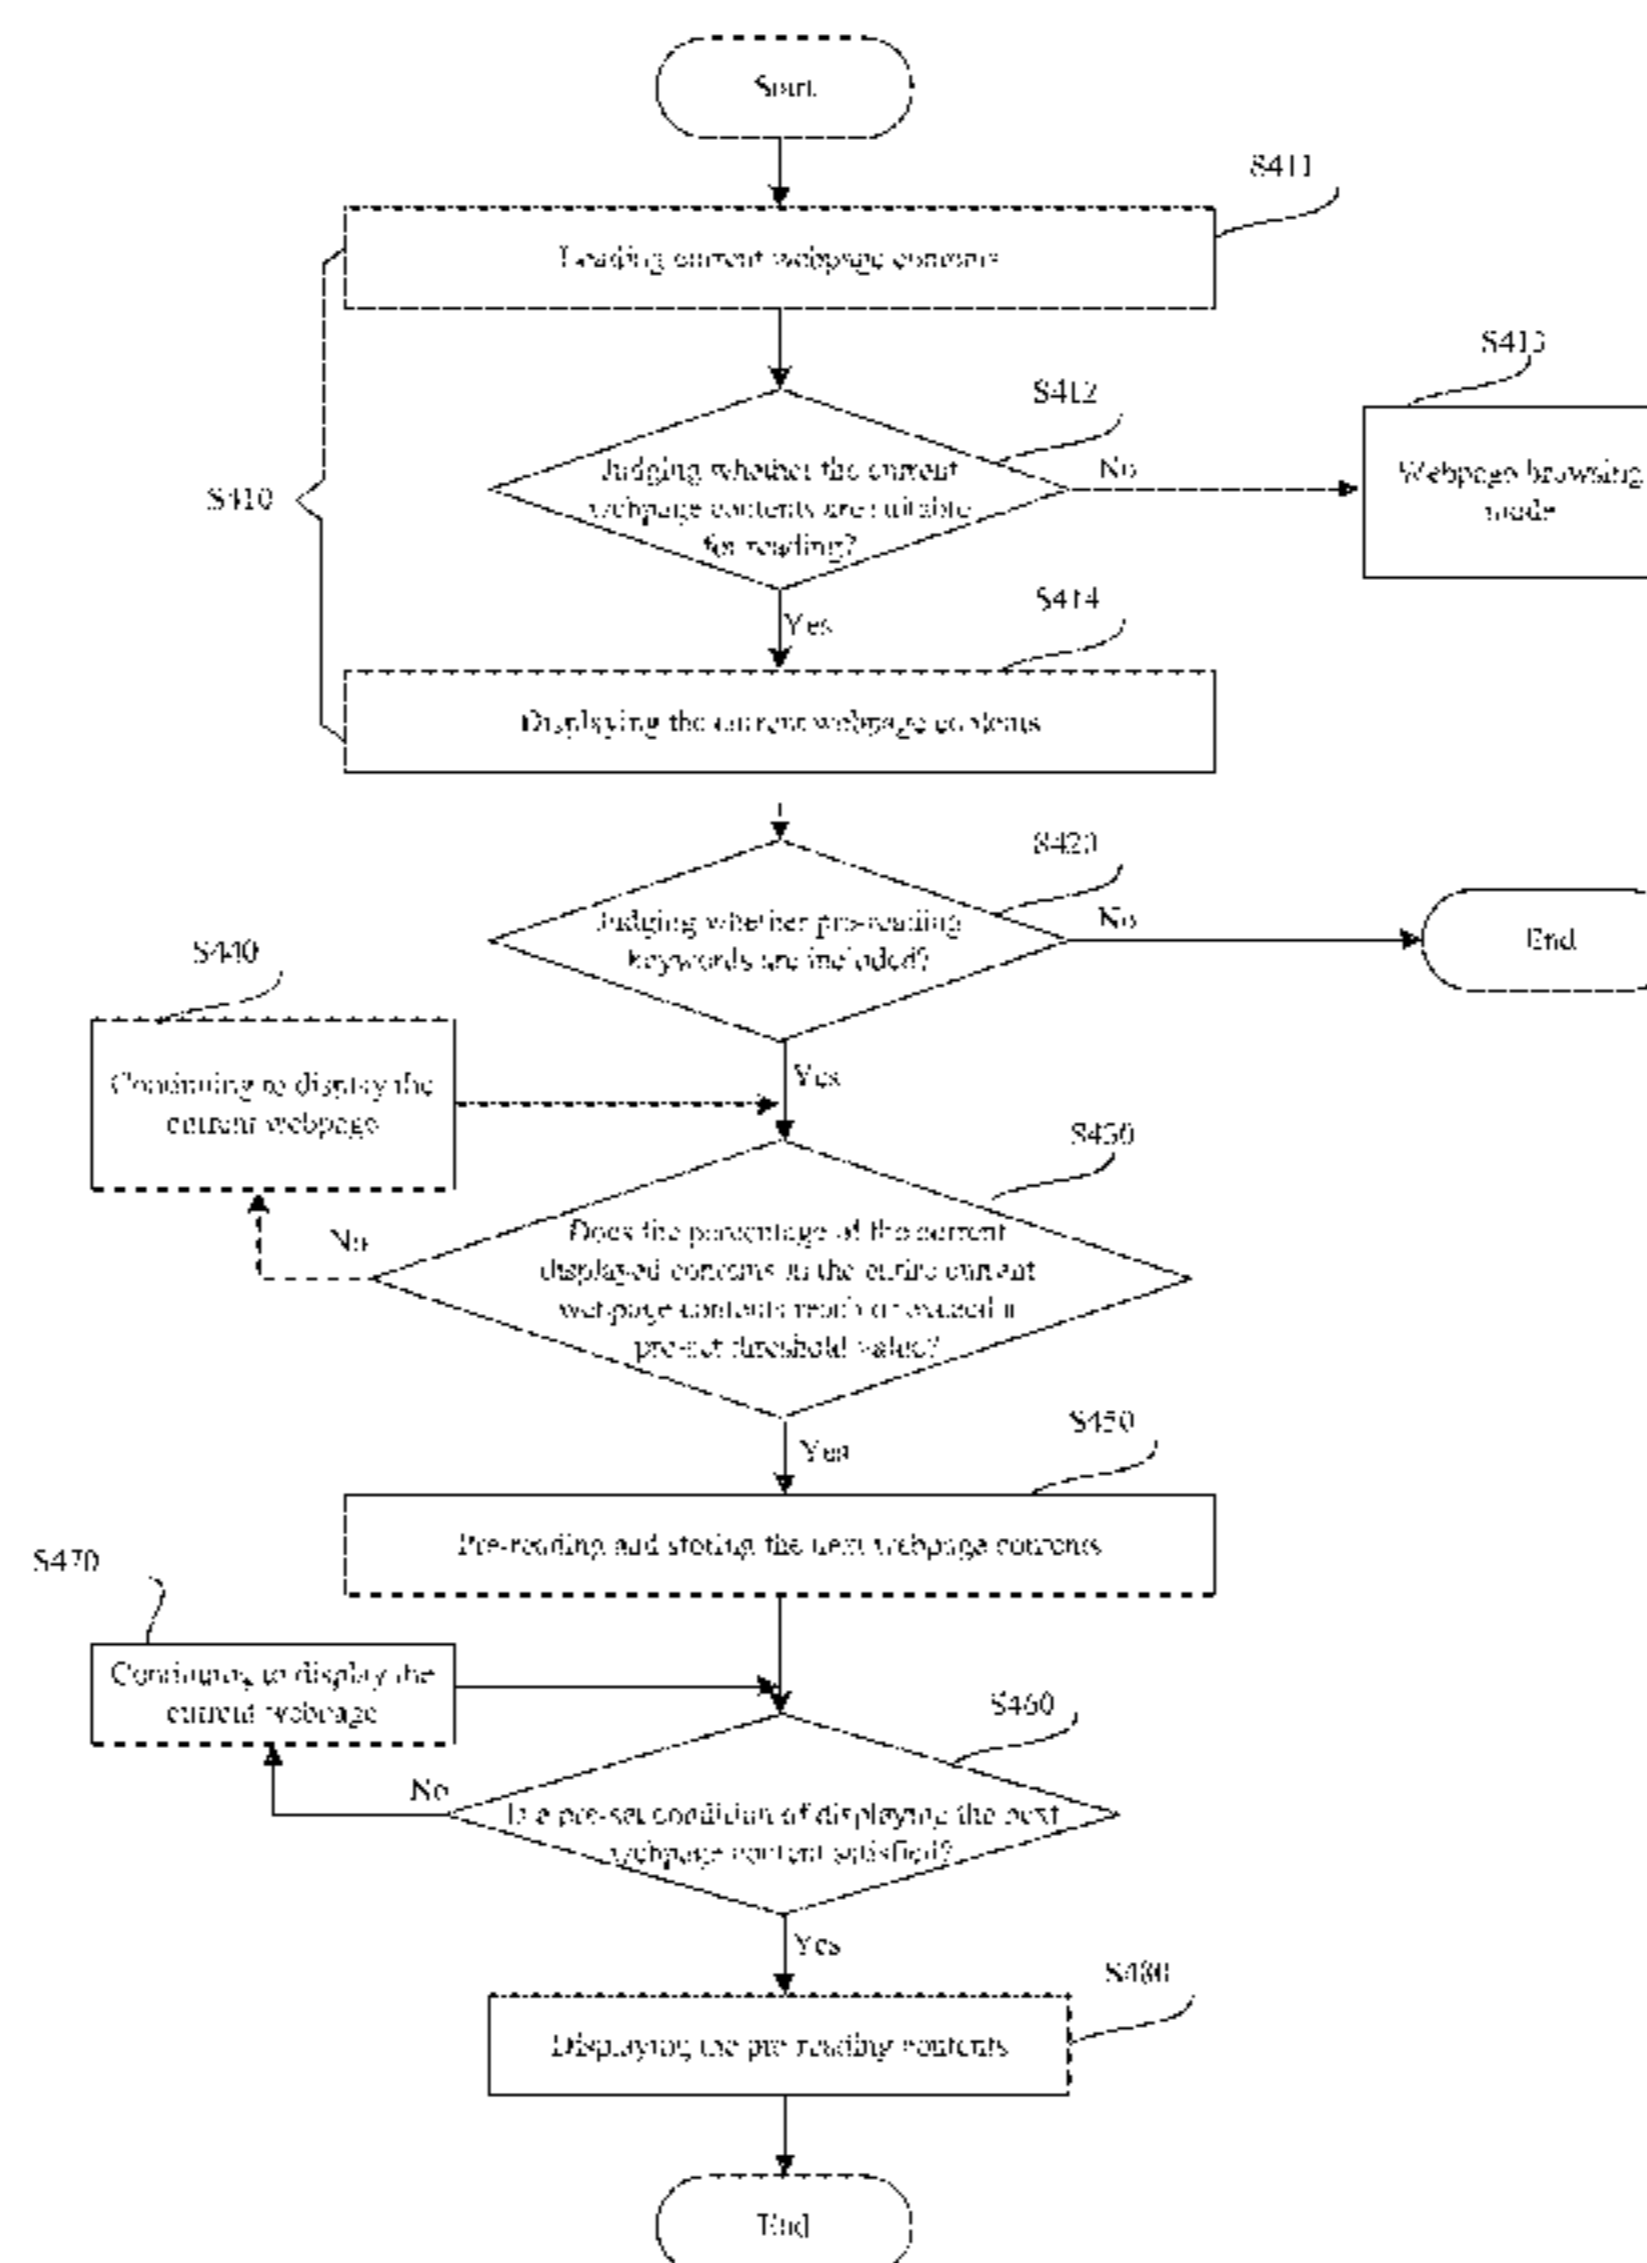 Start
S411
Loading current webpage contents
S413
S412
Judging whether the current
webpage contents are suitable
for reading?
No
Webpage browsing
mode
S410
S414
Yes
Displaying the current webpage contents
S420
Judging whether pre-reading
keywords are included?
No
End
S440
Continuing to display the
current webpage
Yes
S430
No
Does the percentage of the current
displayed contents in the entire current
webpage contents reach or exceed a
pre-set threshold value?
S450
Yes
Pre-reading and storing the next webpage contents
S470
Continuing to display the
current webpage
S460
No
Is a pre-set condition of displaying the next
webpage content satisfied?
Yes
S480
Displaying the pre-reading contents
End